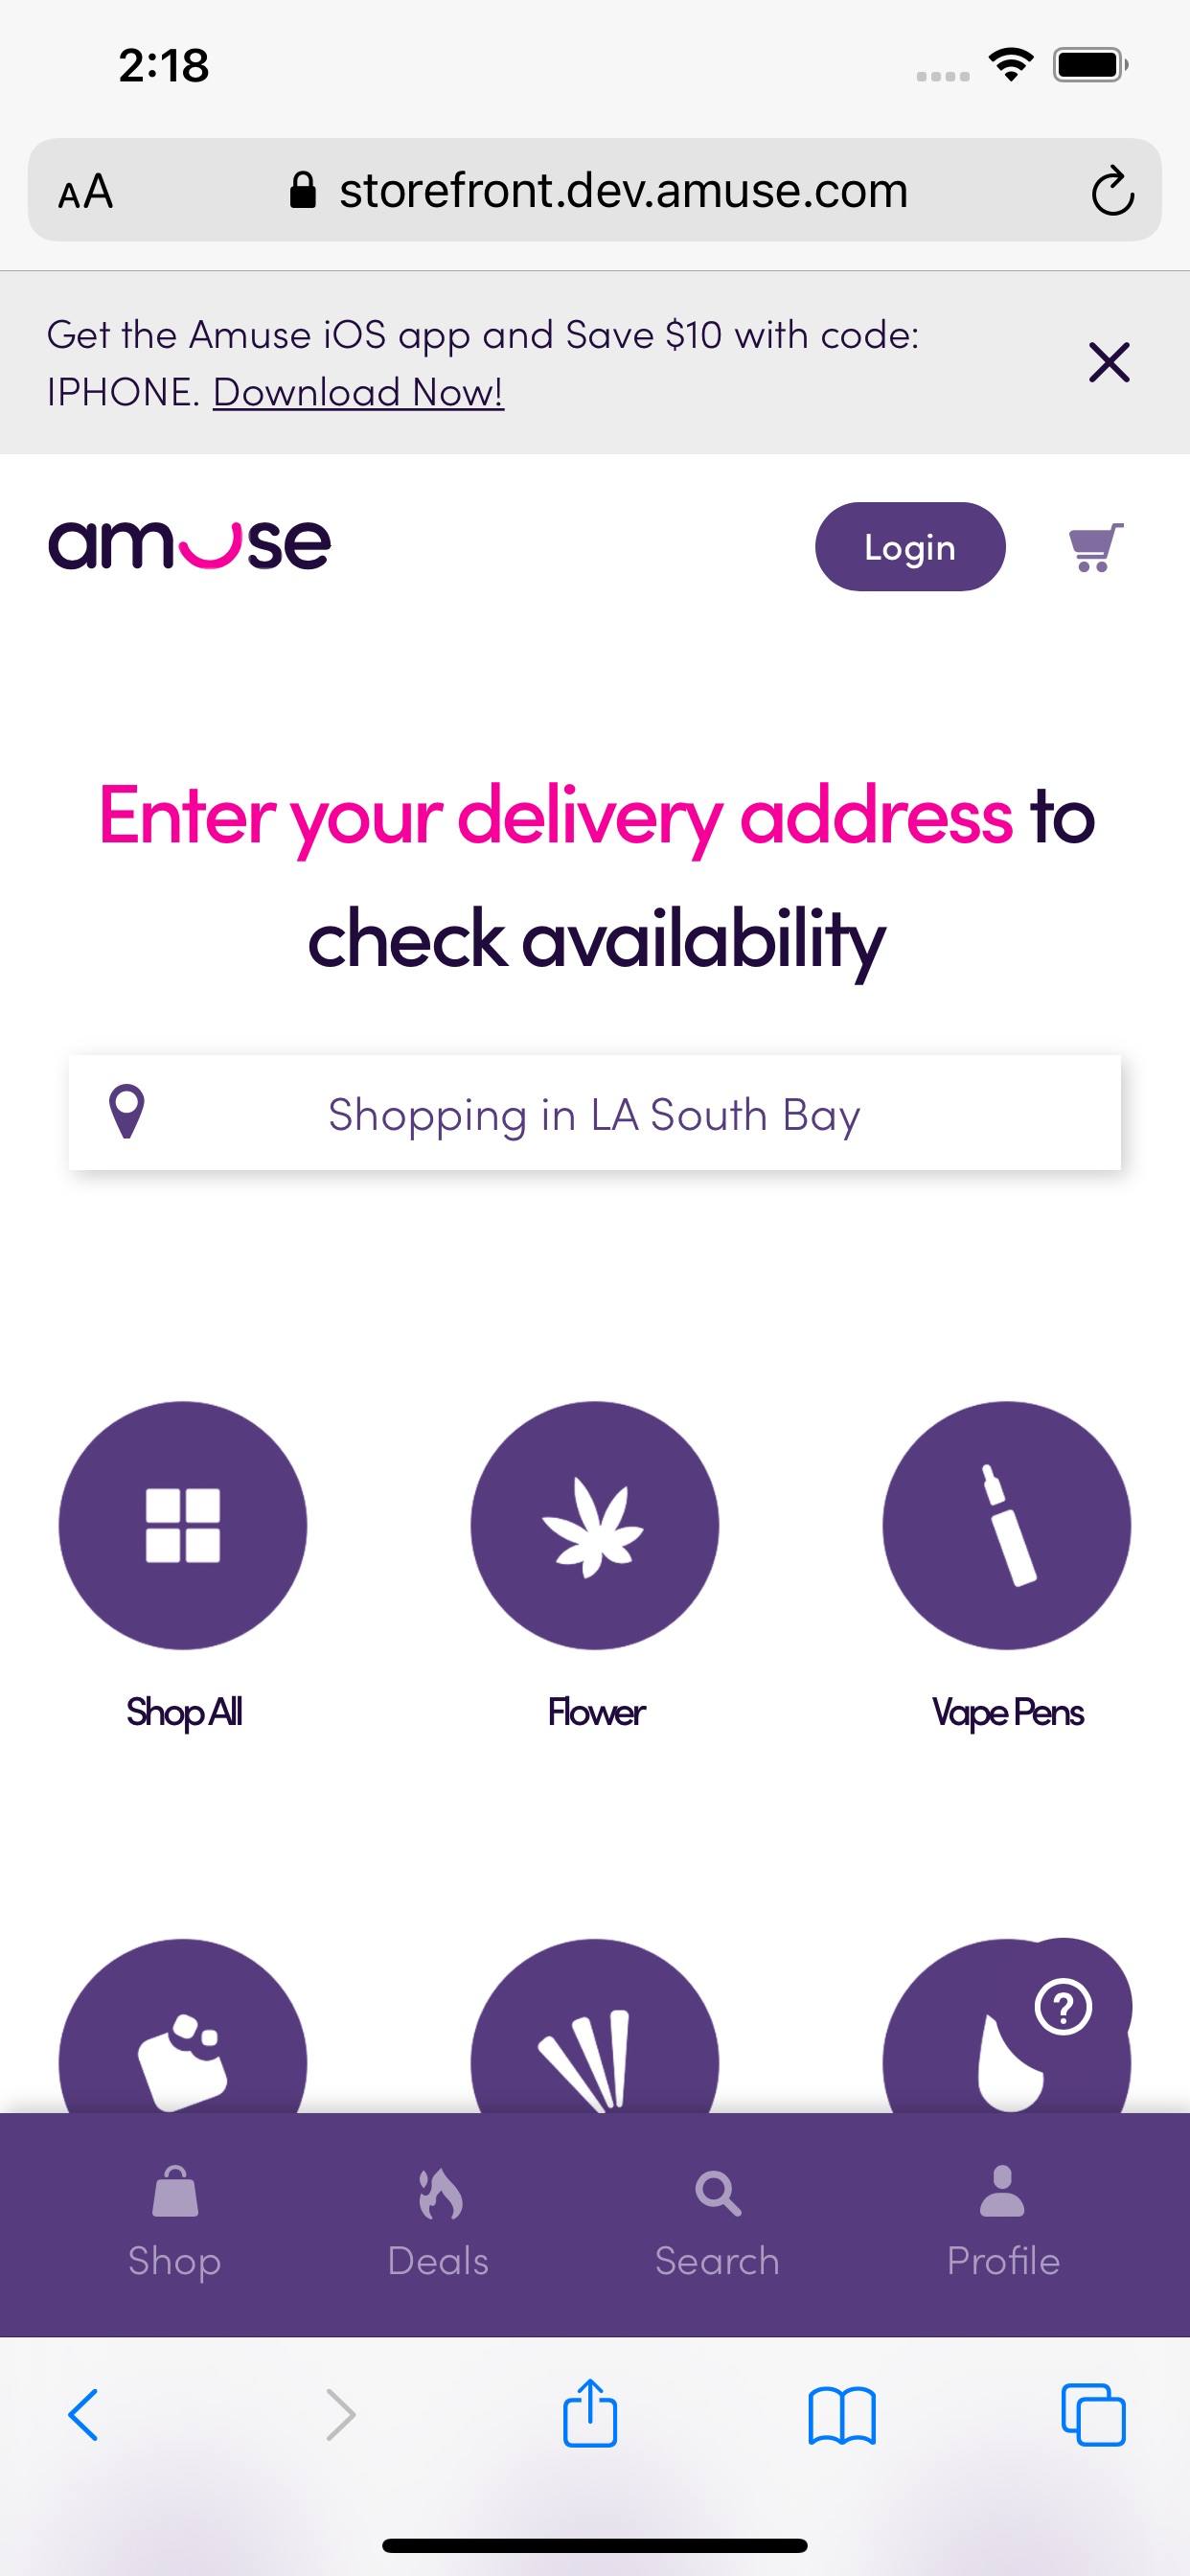 2:18
AA storefront.dev.amuse.com
Get the Amuse iOS app and Save $10 with code:
IPHONE. Download Now!
amuse
Login
Enter your delivery address to
check availability
Shopping in LA South Bay
Shop All Flower Vape Pens
?
Shop Deals Search Profile